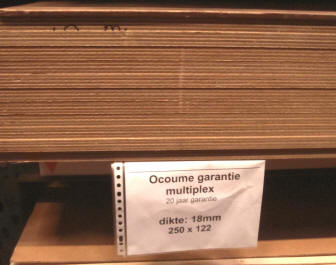 Ocoume garantie
multiplex
20 jaar garantie
dikte: 18mm
250 x 122